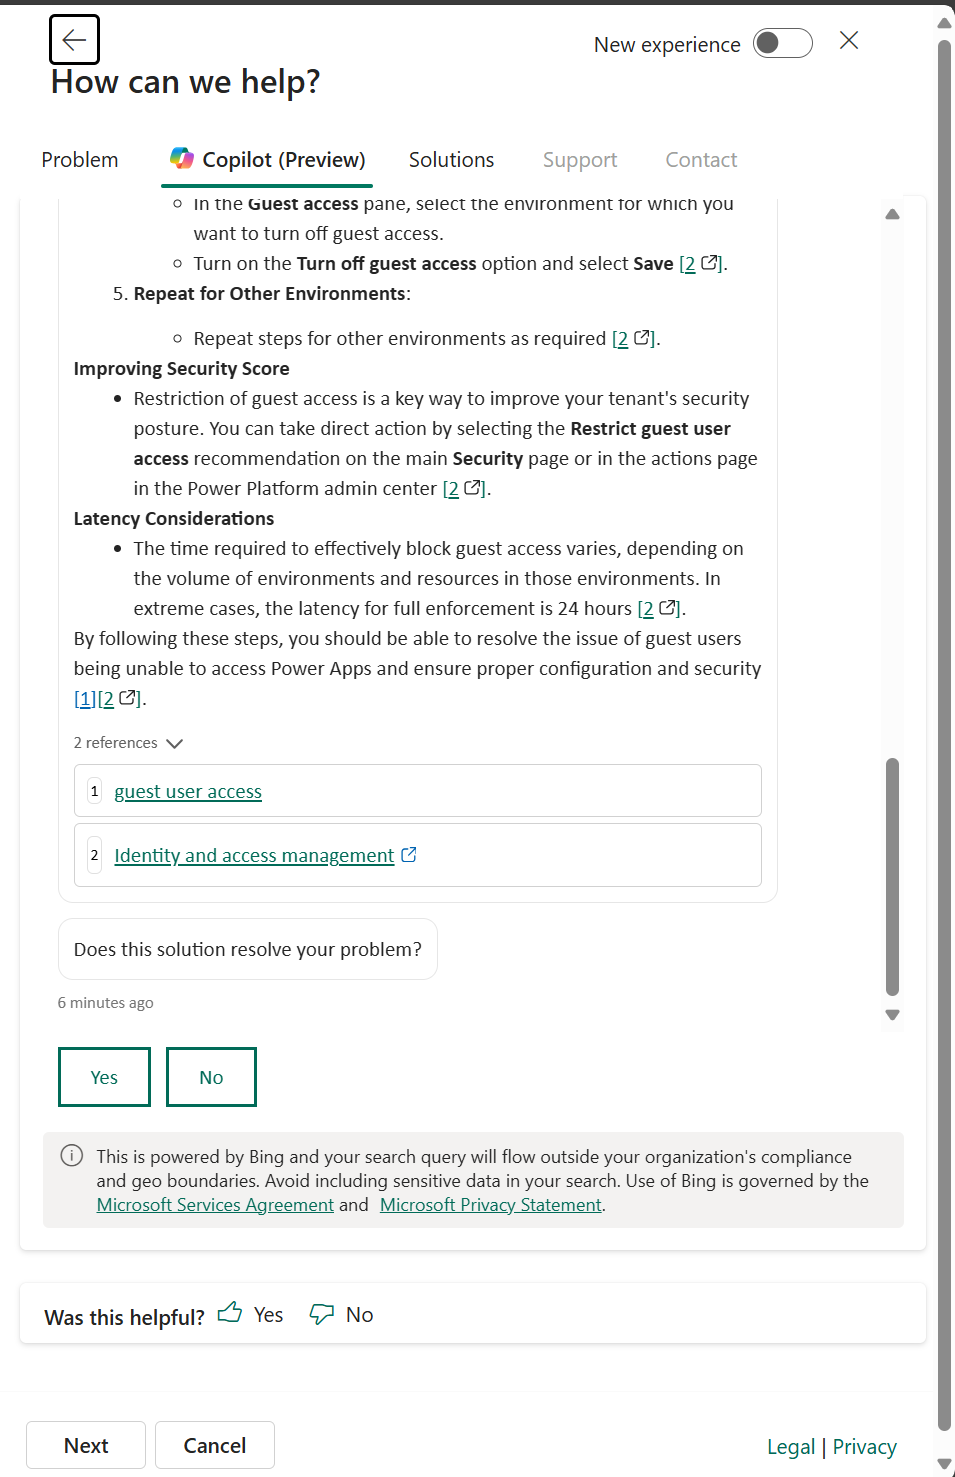 New experience
How can we help?
Problem
Copilot (Preview)
Solutions
Support
Contact
In the Guest access pane, select the environment for which you
want to turn off guest access.
Turn on the Turn off guest access option and select Save [2].
5. Repeat for Other Environments:
Repeat steps for other environments as required [2].
Improving Security Score
Restriction of guest access is a key way to improve your tenant's security
posture. You can take direct action by selecting the Restrict guest user
access recommendation on the main Security page or in the actions page
in the Power Platform admin center [2].
Latency Considerations
The time required to effectively block guest access varies, depending on
the volume of environments and resources in those environments. In
extreme cases, the latency for full enforcement is 24 hours [2].
By following these steps, you should be able to resolve the issue of guest users
being unable to access Power Apps and ensure proper configuration and security
[1][2].
2 references
1 guest user access
2 Identity and access management
Does this solution resolve your problem?
6 minutes ago
Yes
No
This is powered by Bing and your search query will flow outside your organization's compliance
and geo boundaries. Avoid including sensitive data in your search. Use of Bing is governed by the
Microsoft Services Agreement and Microsoft Privacy Statement.
Was this helpful? Yes No
Next
Cancel
Legal | Privacy